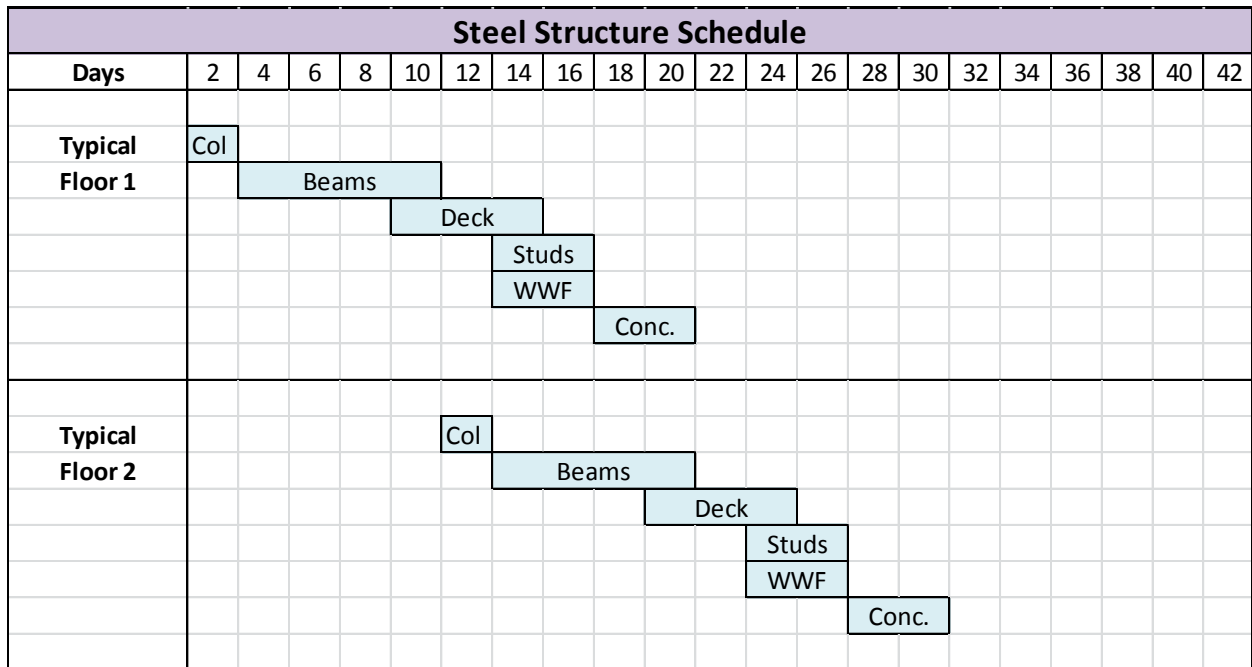 Steel Structure Schedule
Days 2 4 6 8 10 12 14 16 18 20 22 24 26 28 30 32 34 36 38 40 42
Typical Col
Floor 1 Beams
Deck
Studs
WWF
Conc.
Typical Col
Floor 2 Beams
Deck
Studs
WWF
Conc.